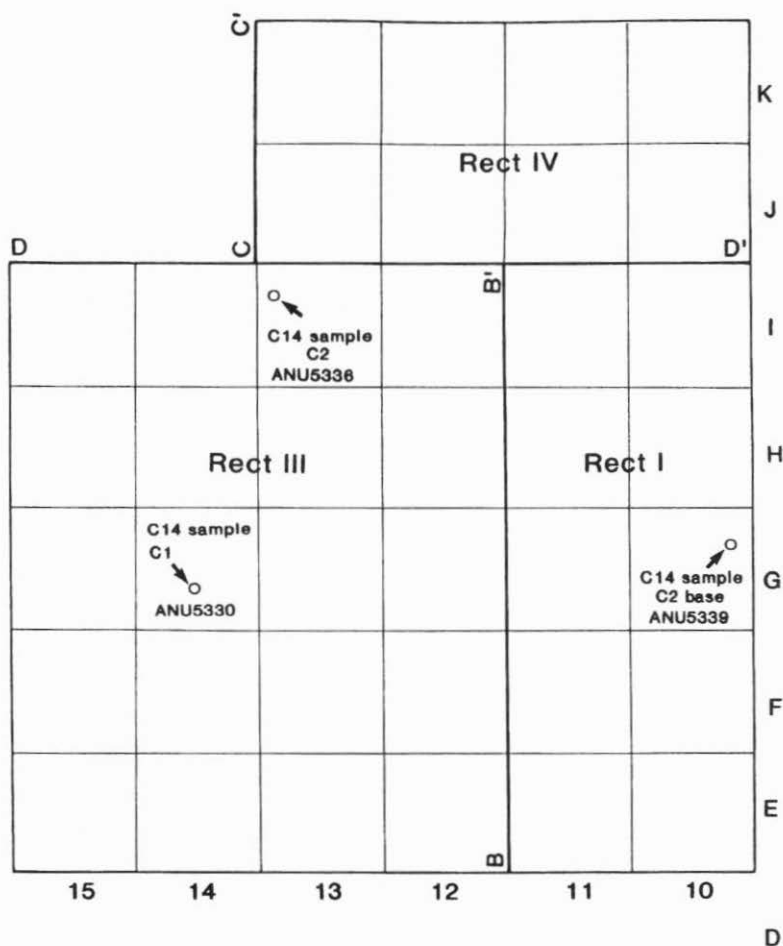 C'
K
Rect IV
J
D
C
D'
B'
I
C14 sample
C2
ANU5336
H
Rect III
Rect I
C14 sample
C1
ANU5330
C14 sample
C2 base
ANU5339
G
F
E
B
15 14 13 12 11 10
D